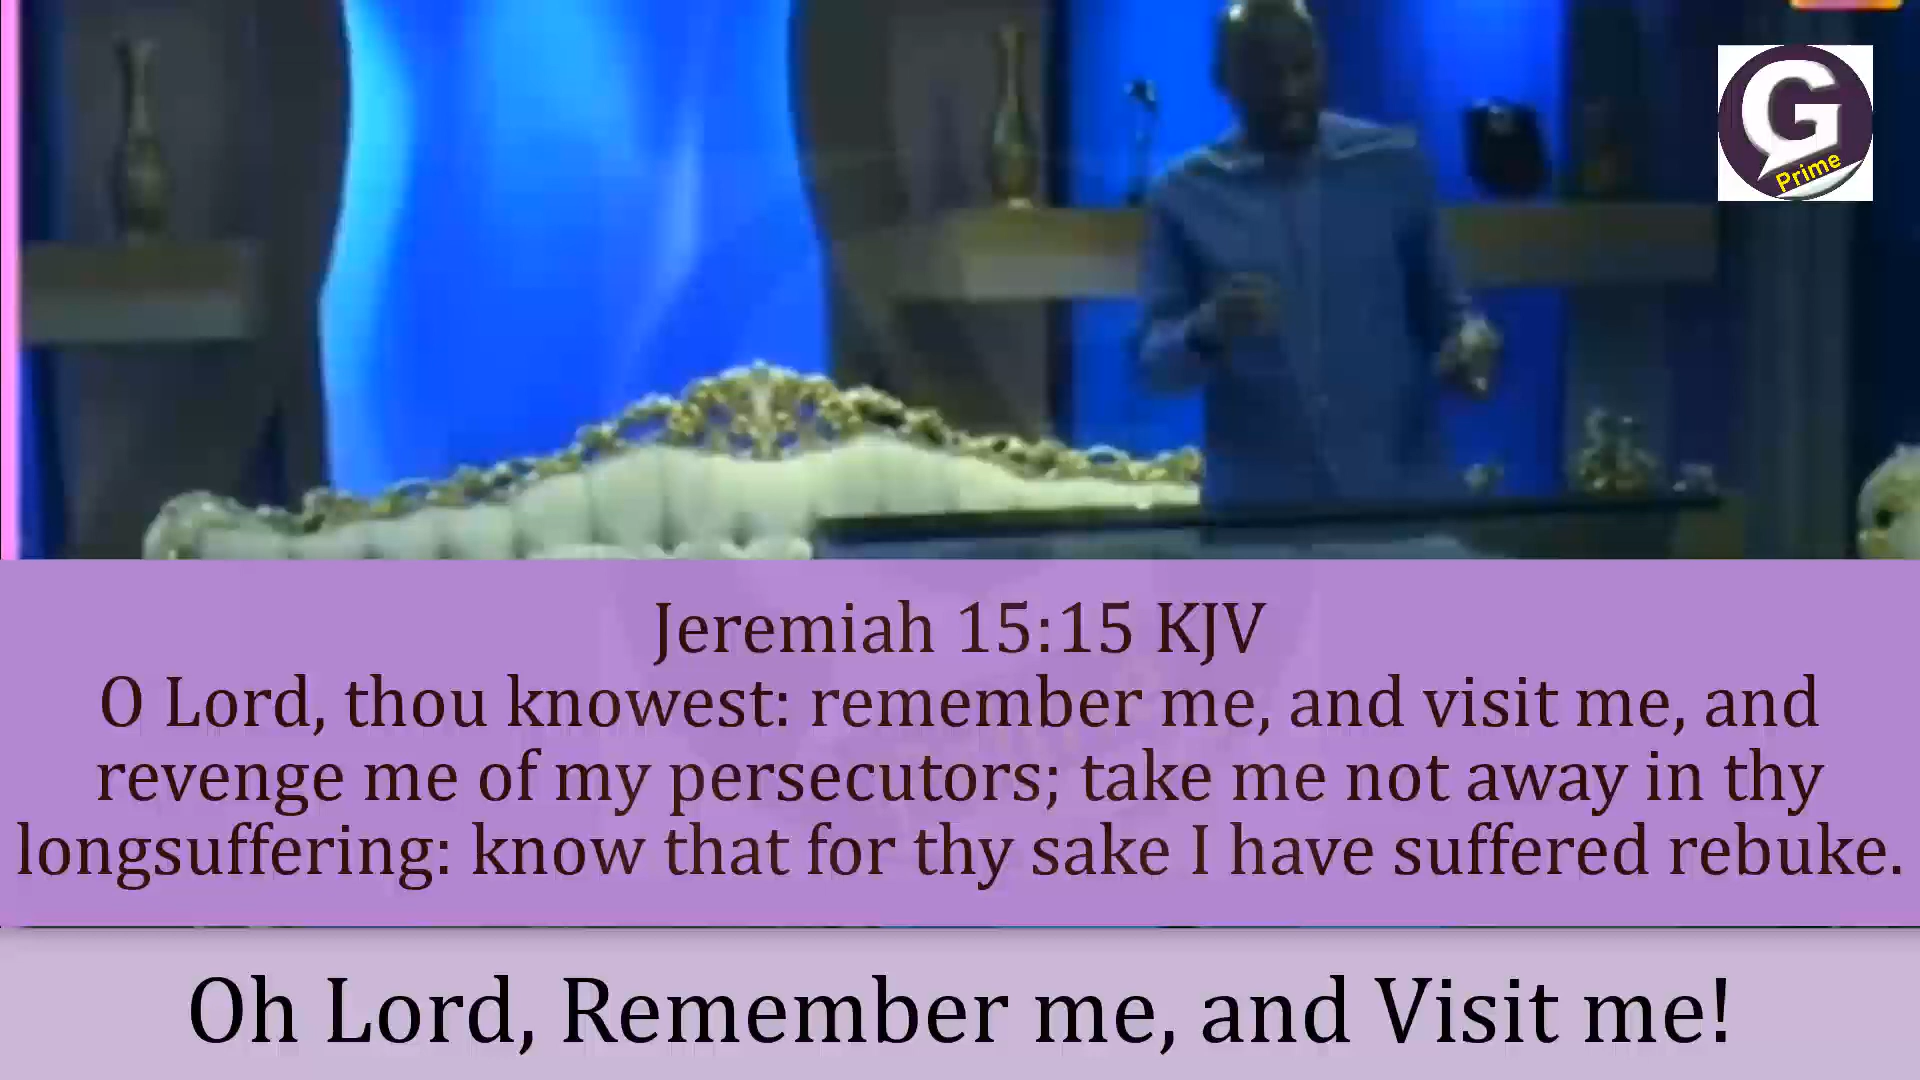 G
Prime
Jeremiah 15:15 KJV
O Lord, thou knowest: remember me, and visit me, and
revenge me of my persecutors; take me not away in thy
longsuffering: know that for thy sake I have suffered rebuke.
Oh Lord, Remember me, and Visit me!